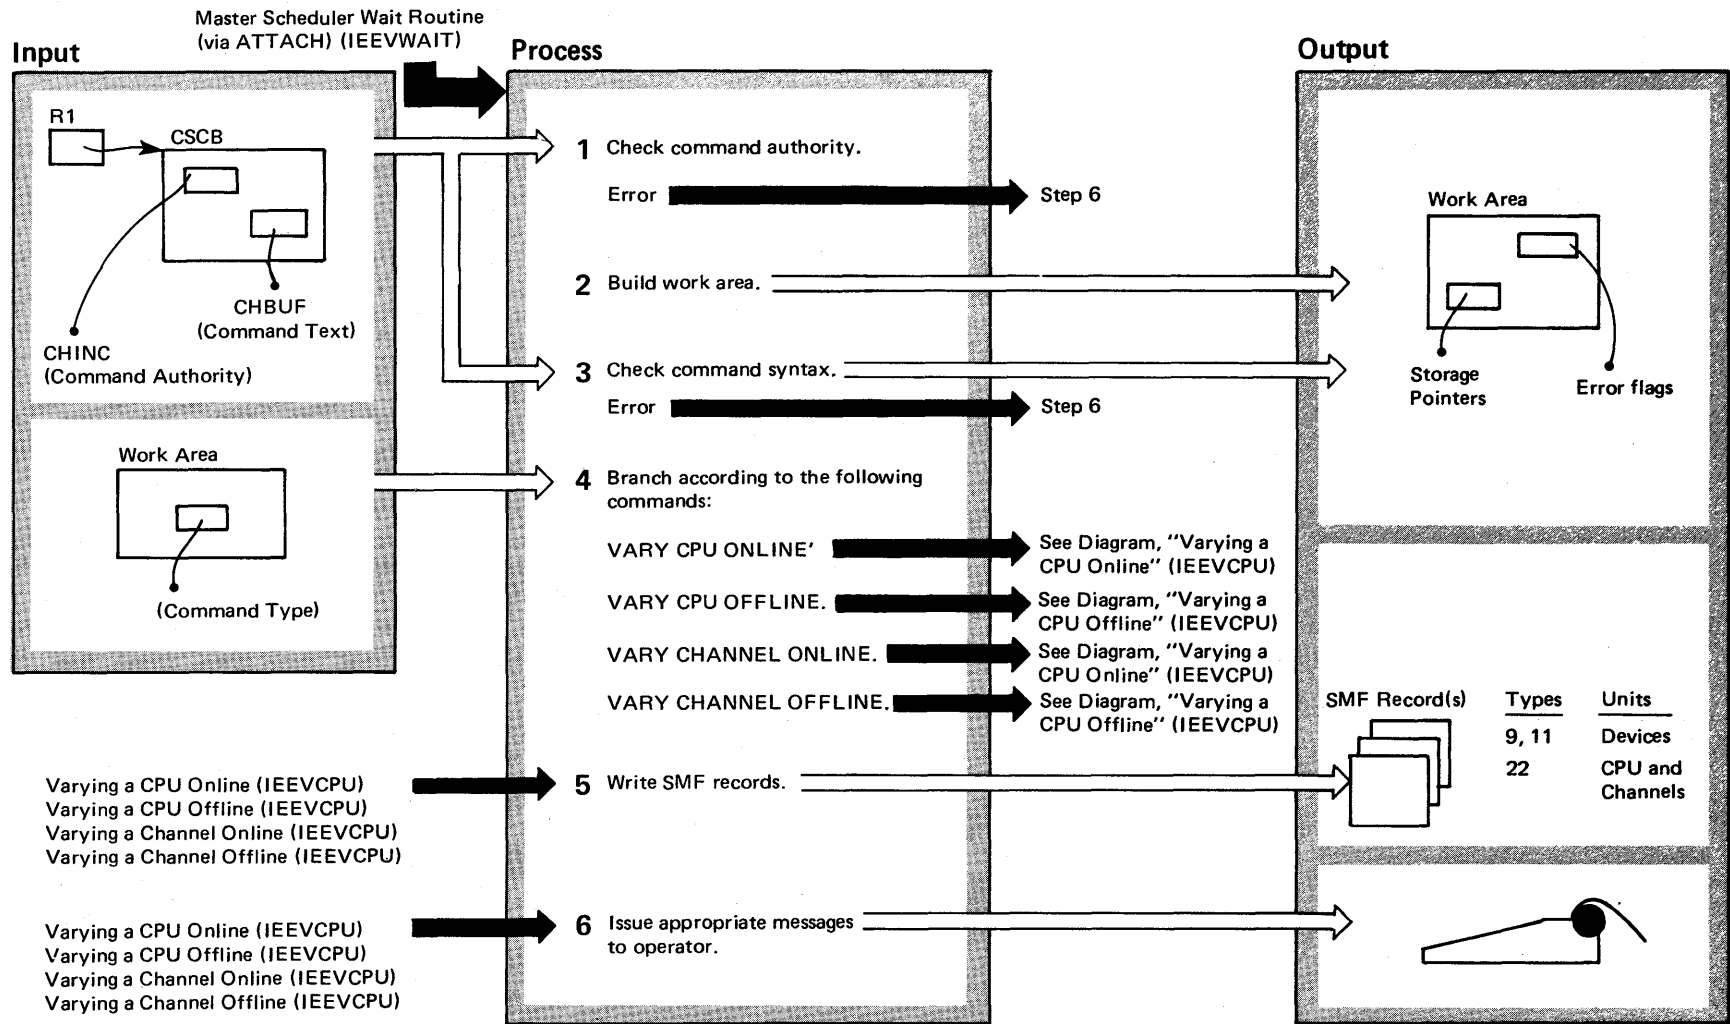 Master Scheduler Wait Routine
(via ATTACH) (IEEVWAIT)
Input
Process
Output
R1
CSCB
CHBUF
(Command Text)
CHINC
(Command Authority)
Work Area
(Command Type)
1 Check command authority.
Error
Step 6
2 Build work area.
3 Check command syntax.
Error
Step 6
4 Branch according to the following
commands:
VARY CPU ONLINE'
See Diagram, "Varying a
CPU Online" (IEEVCPU)
VARY CPU OFFLINE.
See Diagram, "Varying a
CPU Offline" (IEEVCPU)
VARY CHANNEL ONLINE.
See Diagram, "Varying a
CPU Online" (IEEVCPU)
VARY CHANNEL OFFLINE.
See Diagram, "Varying a
CPU Offline" (IEEVCPU)
Varying a CPU Online (IEEVCPU)
Varying a CPU Offline (IEEVCPU)
Varying a Channel Online (IEEVCPU)
Varying a Channel Offline (IEEVCPU)
5 Write SMF records.
Varying a CPU Online (IEEVCPU)
Varying a CPU Offline (IEEVCPU)
Varying a Channel Online (IEEVCPU)
Varying a Channel Offline (IEEVCPU)
6 Issue appropriate messages
to operator.
Work Area
Storage
Pointers
Error flags
SMF Record(s)
Types
Units
9, 11
Devices
22
CPU and
Channels